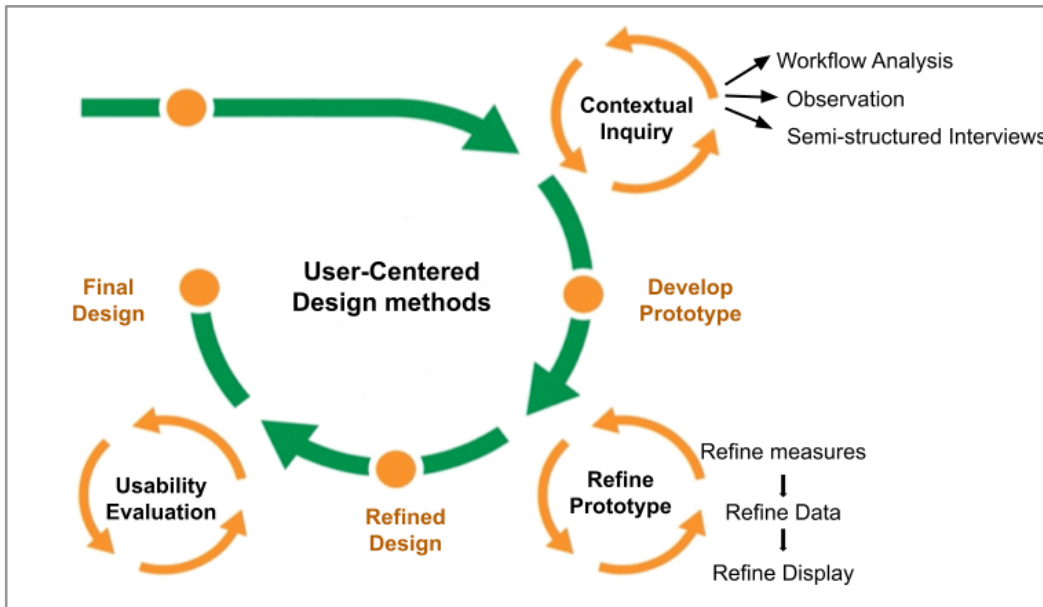 Contextual
Inquiry
Workflow Analysis
Observation
Semi-structured Interviews
User-Centered
Design methods
Final
Design
Develop
Prototype
Usability
Evaluation
Refined
Design
Refine
Prototype
Refine measures
Refine Data
Refine Display